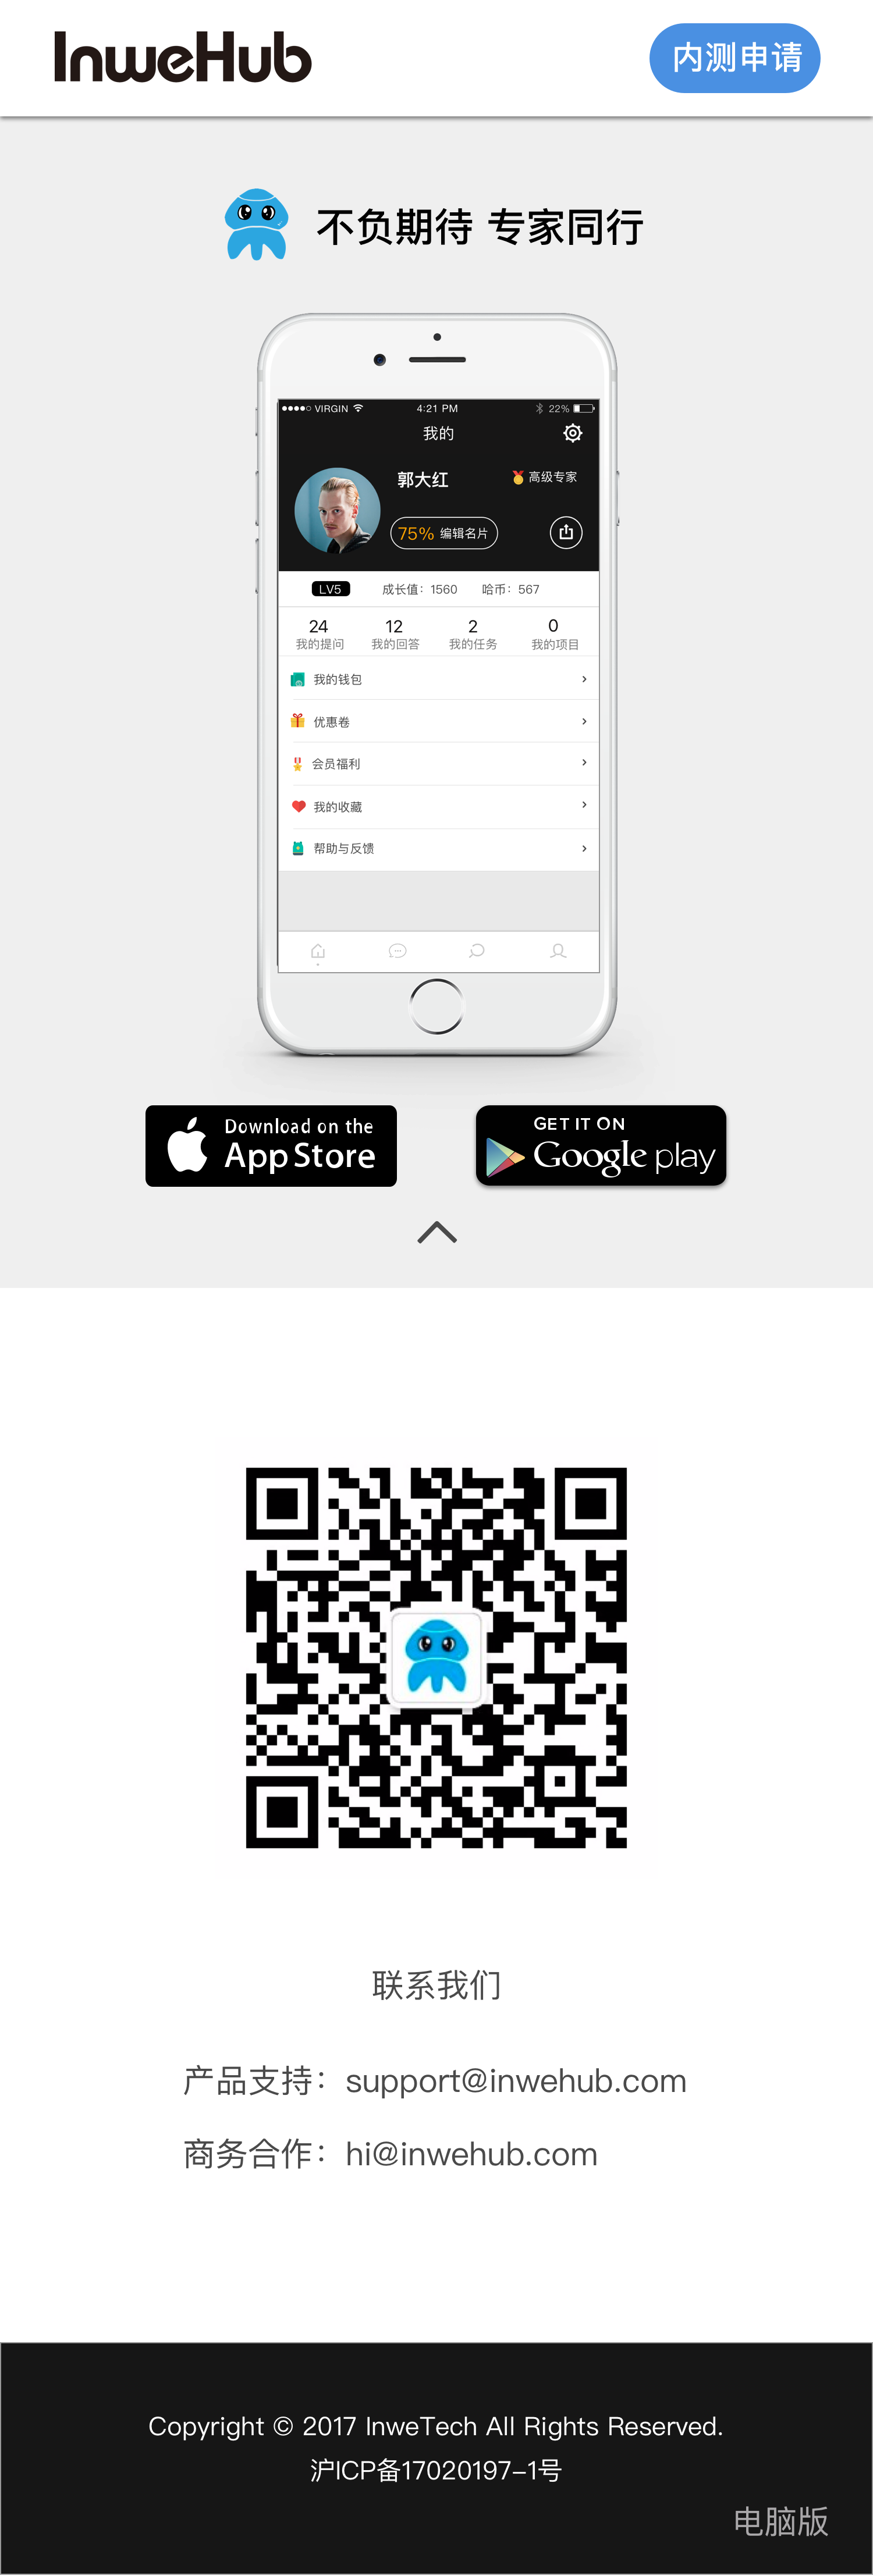 InweHub
内测申请
不负期待 专家同行
VIRGIN 4:21 PM 22%
我的
郭大红 高级专家
75% 编辑名片
LV5 成长值：1560 哈币：567
24 12 2 0
我的提问 我的回答 我的任务 我的项目
我的钱包
优惠卷
会员福利
我的收藏
帮助与反馈
Download on the
App Store
GET IT ON
Google play
联系我们
产品支持：support@inwehub.com
商务合作：hi@inwehub.com
Copyright © 2017 InweTech All Rights Reserved.
沪ICP备17020197-1号
电脑版